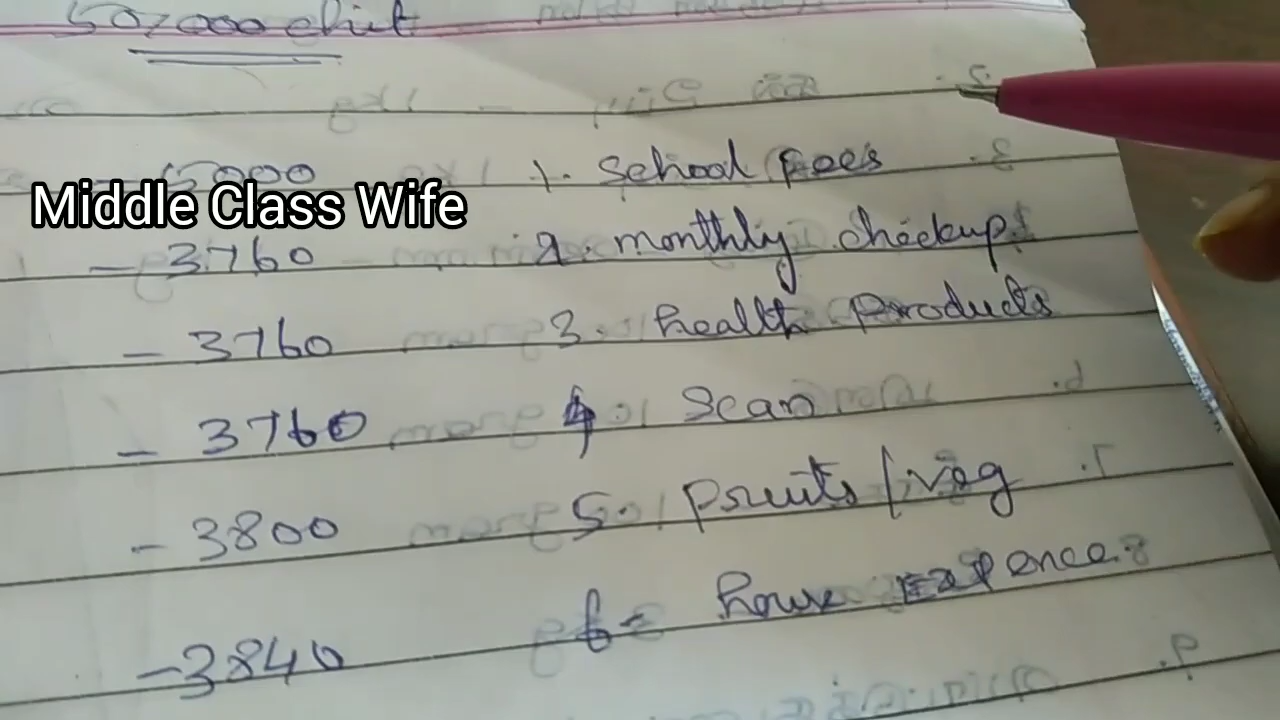 50,000 chit
- 15000 1. School fees
Middle Class Wife
- 3760 2. monthly checkup
- 3760 3. health products
- 3760 4 Scan
- 3800 5. fruits / veg
- 3840 6- house expence.